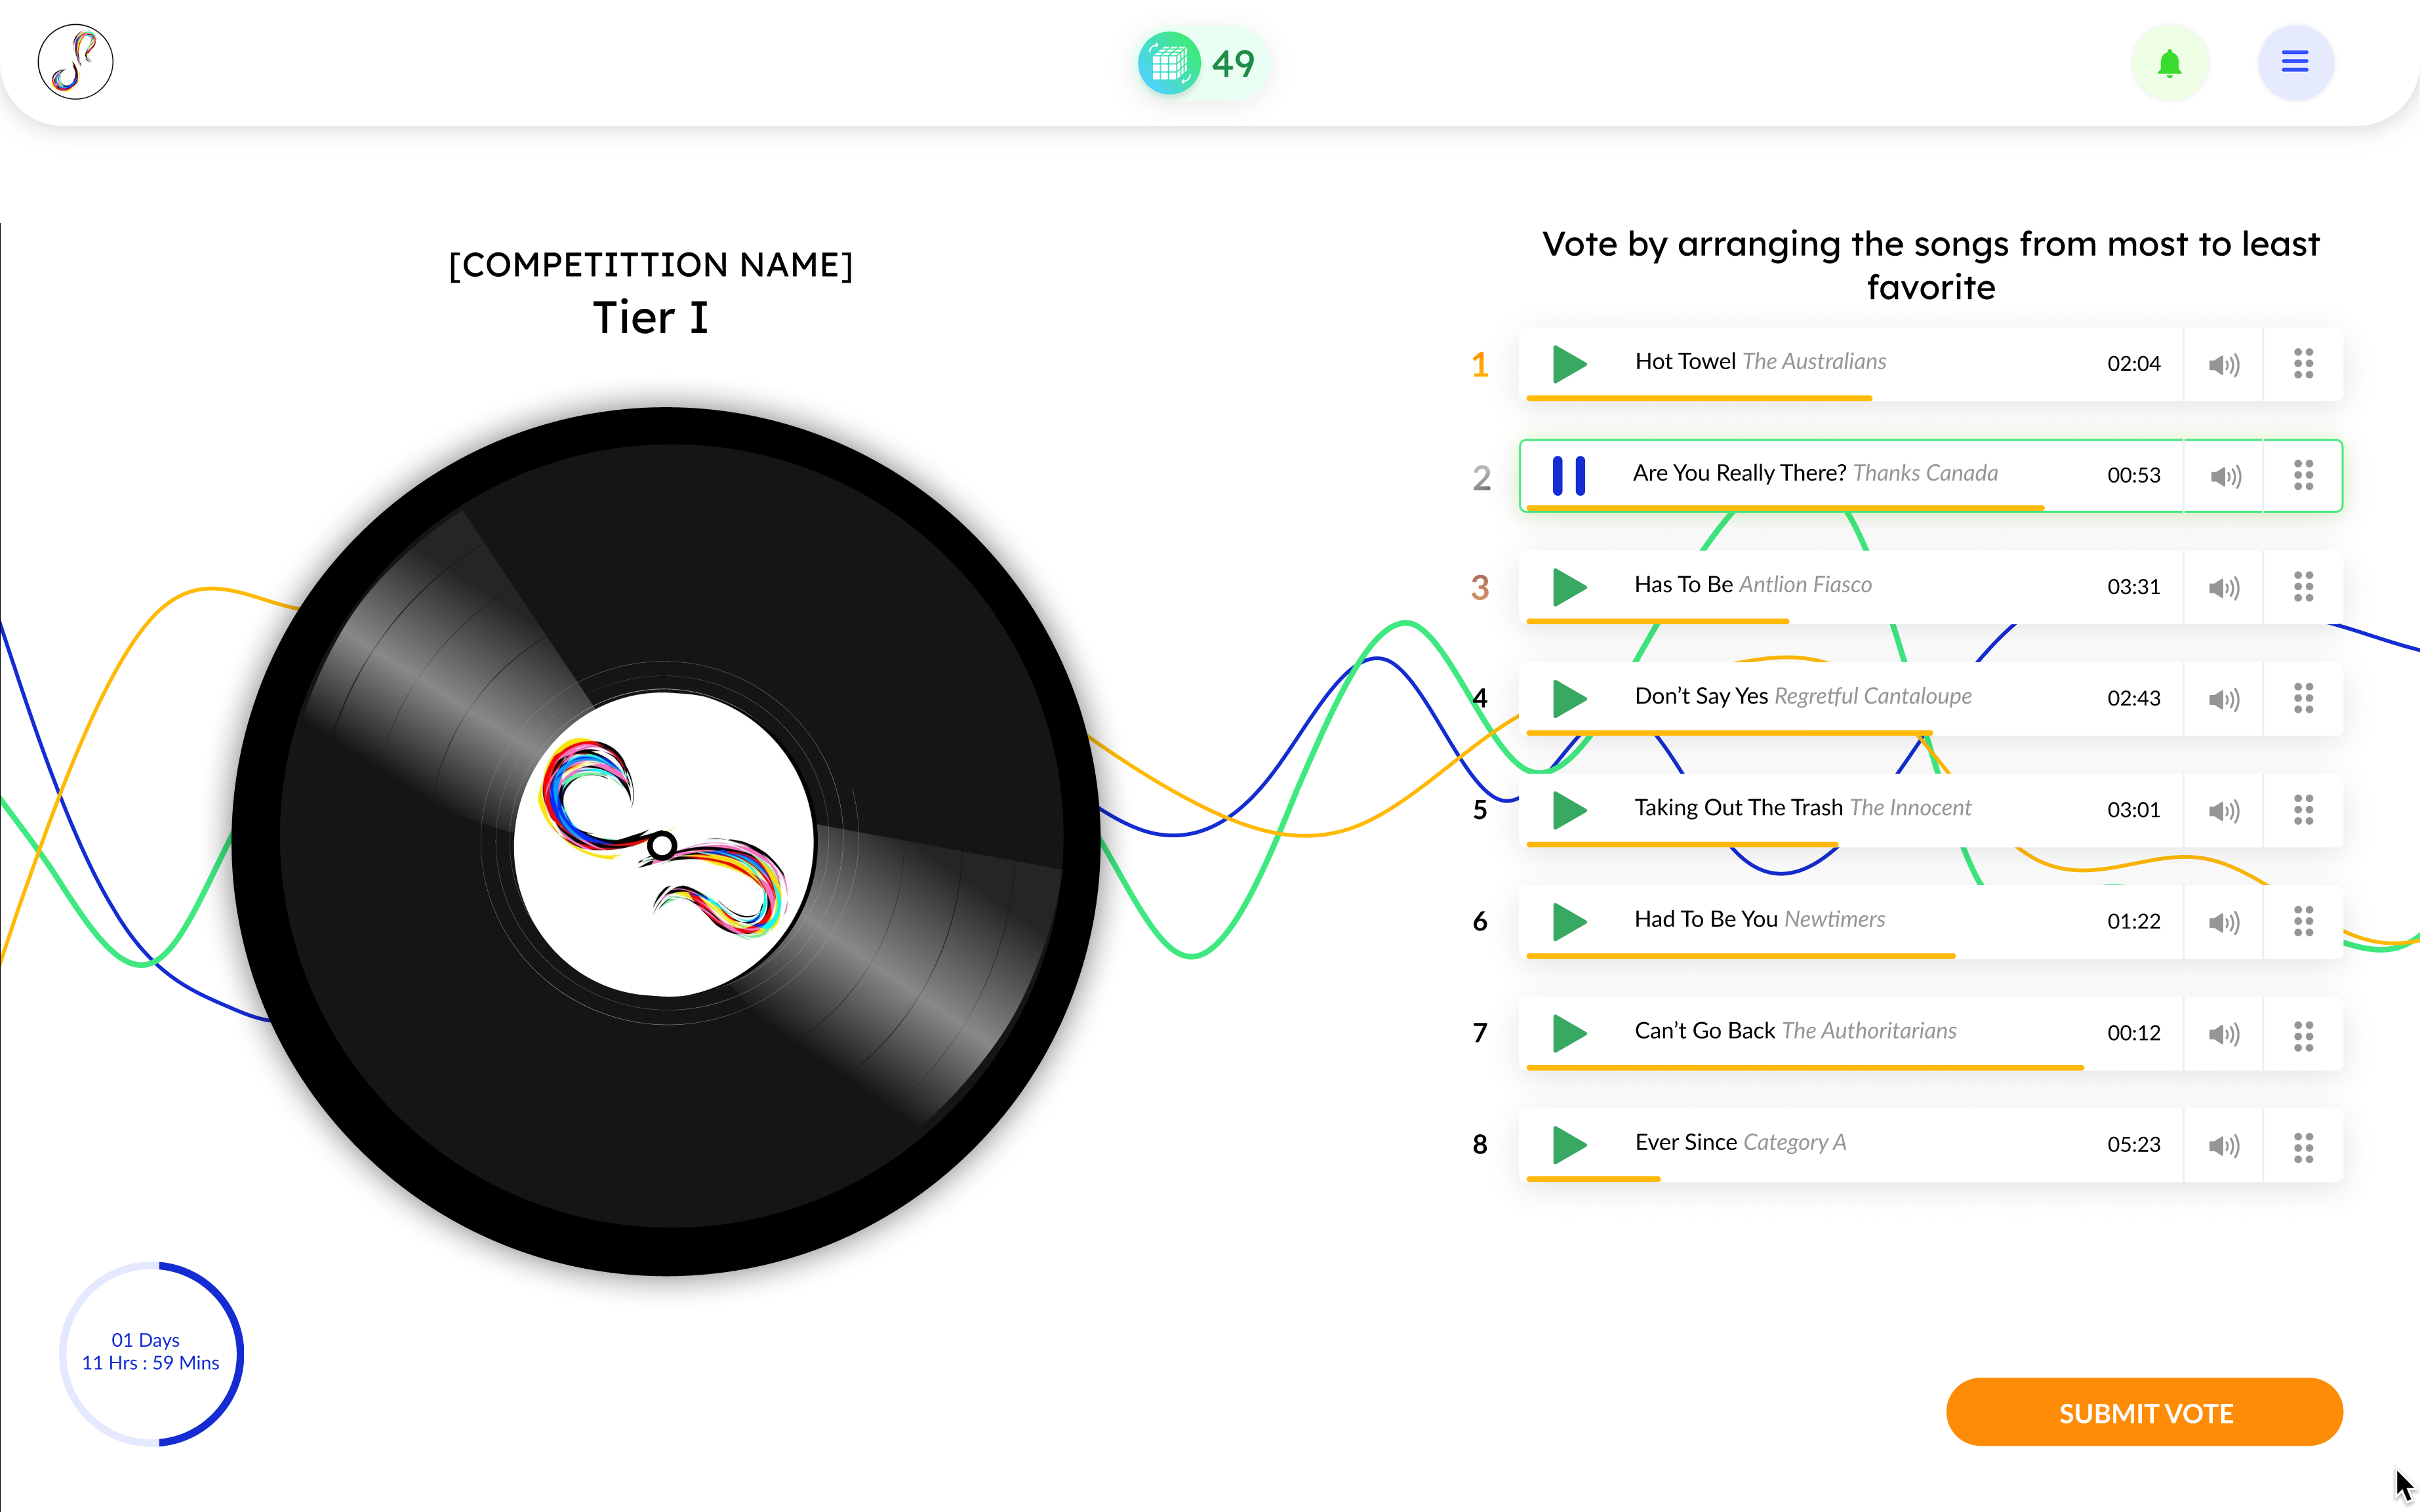 49
[COMPETITTION NAME]
Tier I
Vote by arranging the songs from most to least
favorite
1 Hot Towel The Australians 02:04
2 Are You Really There? Thanks Canada 00:53
3 Has To Be Antlion Fiasco 03:31
4 Don’t Say Yes Regretful Cantaloupe 02:43
5 Taking Out The Trash The Innocent 03:01
6 Had To Be You Newtimers 01:22
7 Can’t Go Back The Authoritarians 00:12
8 Ever Since Category A 05:23
01 Days
11 Hrs : 59 Mins
SUBMIT VOTE